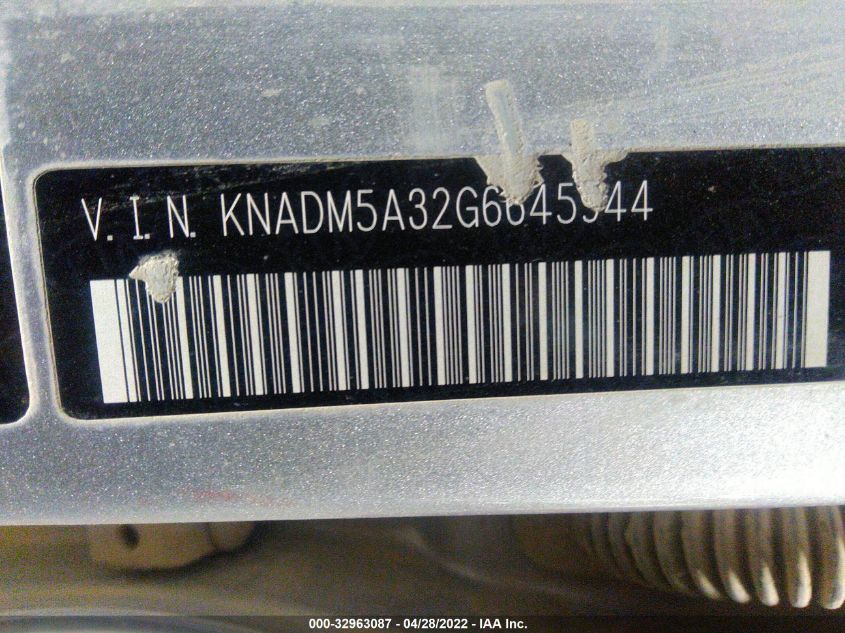 V. I. N. KNADM5A32G6645944
000-32963087 - 04/28/2022 - IAA Inc.